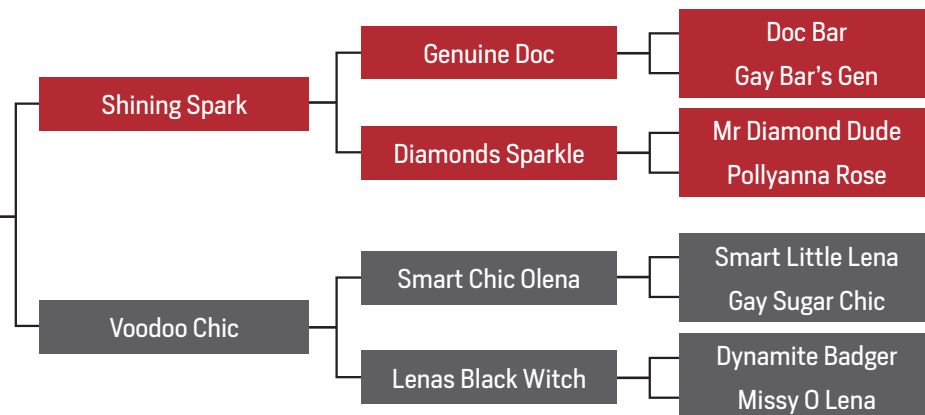 Doc Bar
Genuine Doc
Gay Bar's Gen
Shining Spark
Mr Diamond Dude
Diamonds Sparkle
Pollyanna Rose
Smart Little Lena
Smart Chic Olena
Gay Sugar Chic
Voodoo Chic
Dynamite Badger
Lenas Black Witch
Missy O Lena